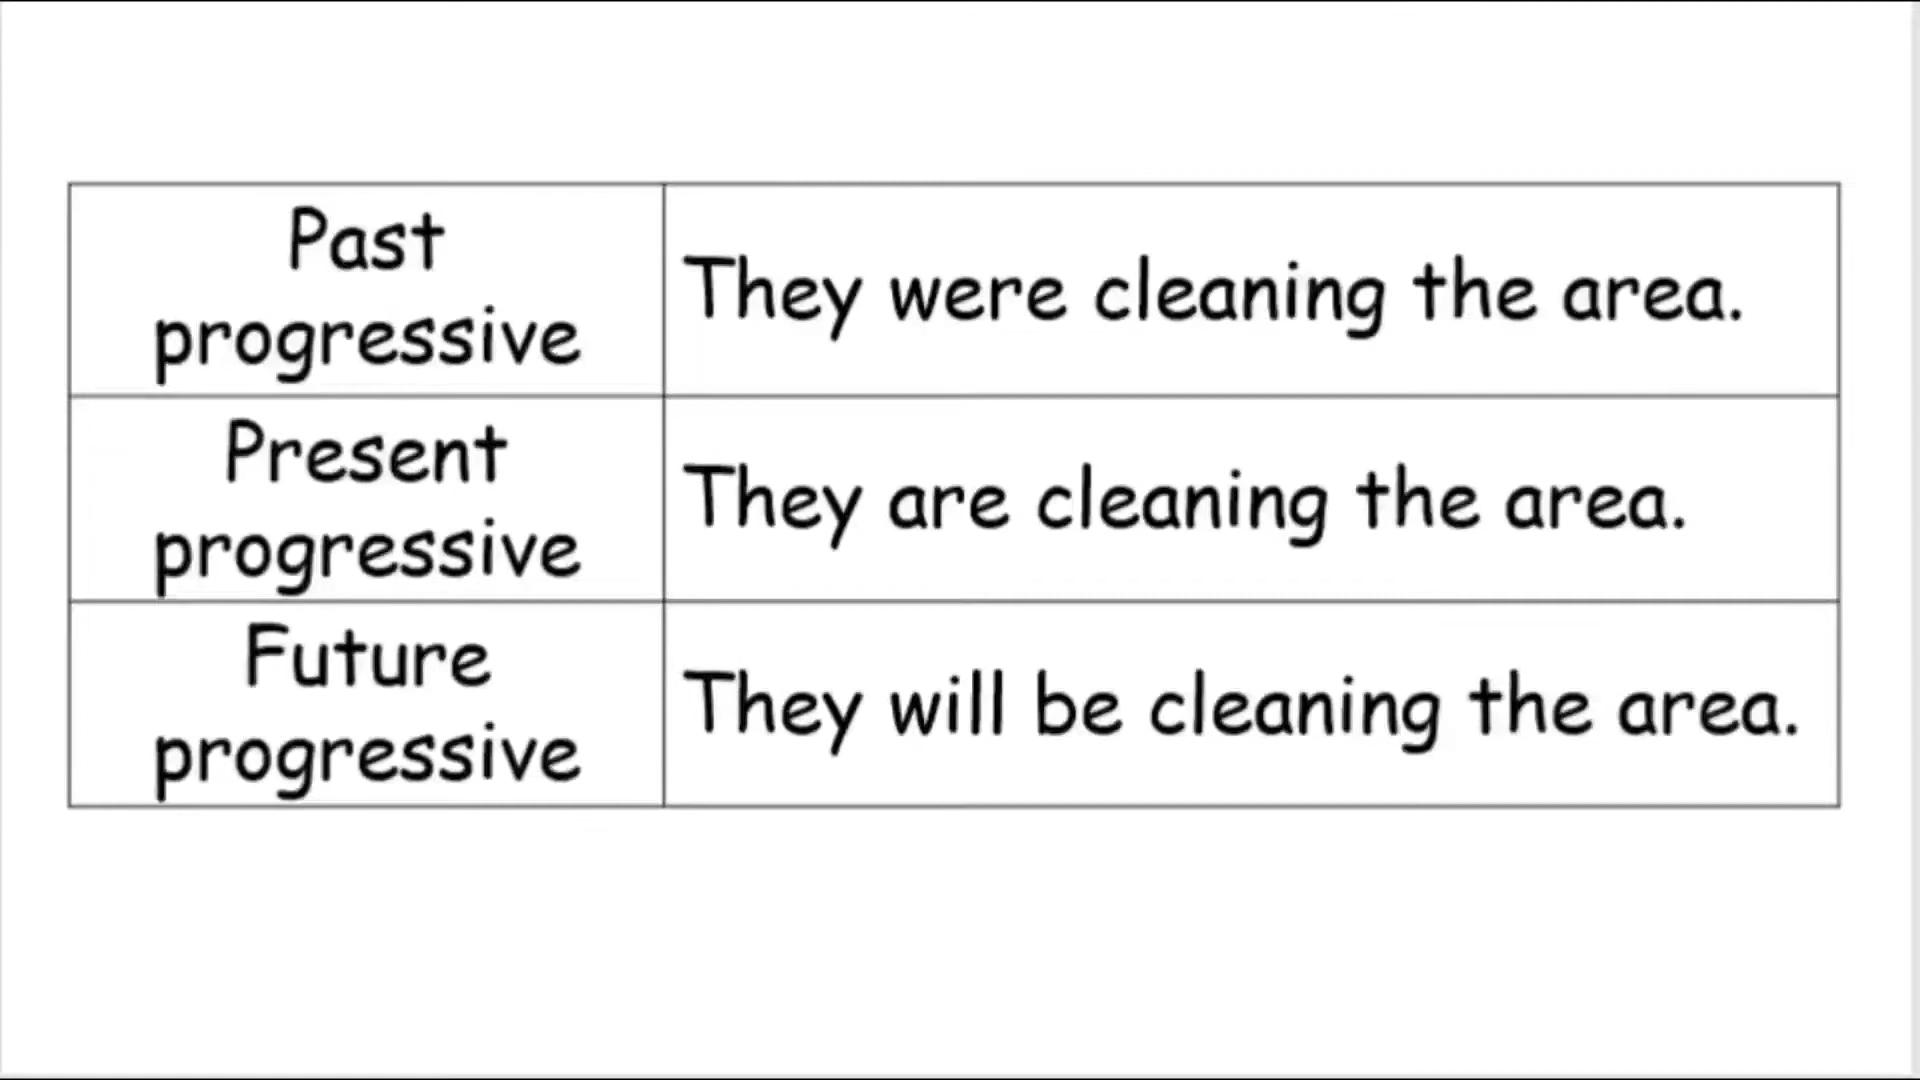 Past
progressive
They were cleaning the area.
Present
progressive
They are cleaning the area.
Future
progressive
They will be cleaning the area.